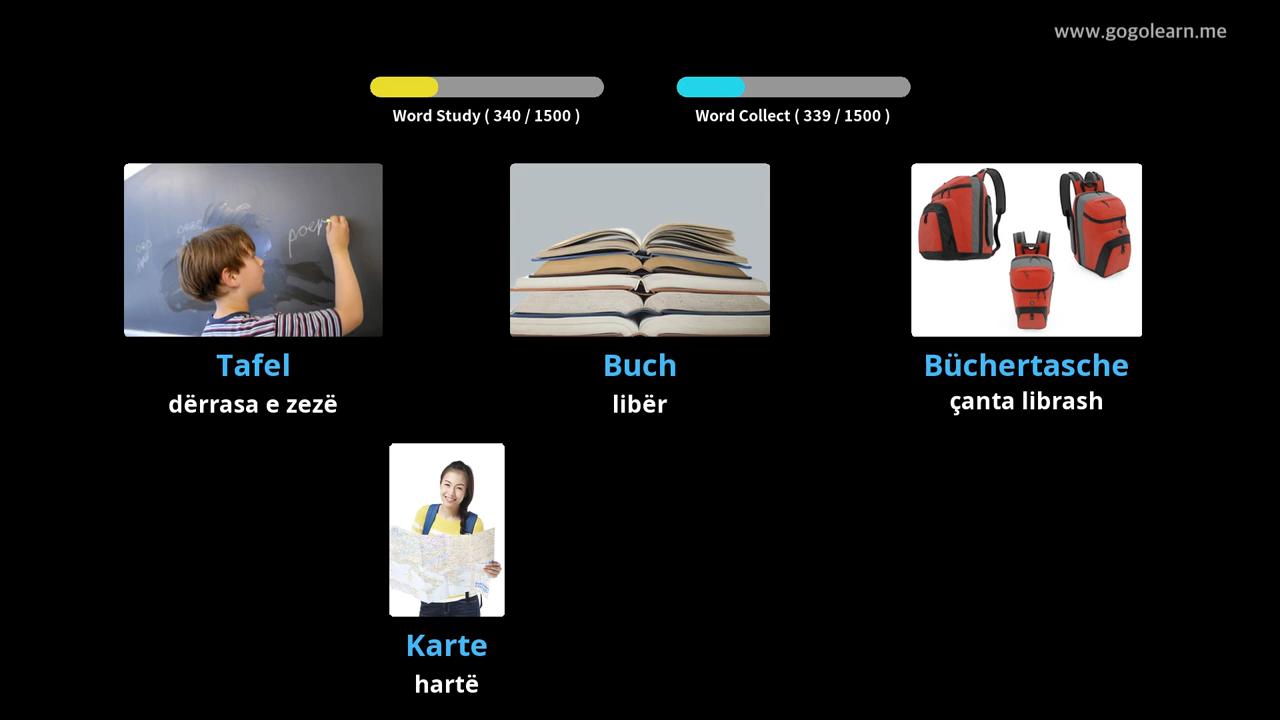 www.gogolearn.me
Word Study ( 340 / 1500 )
Word Collect ( 339 / 1500 )
poem
Tafel
Buch
Büchertasche
dërrasa e zezë
libër
çanta librash
Karte
hartë